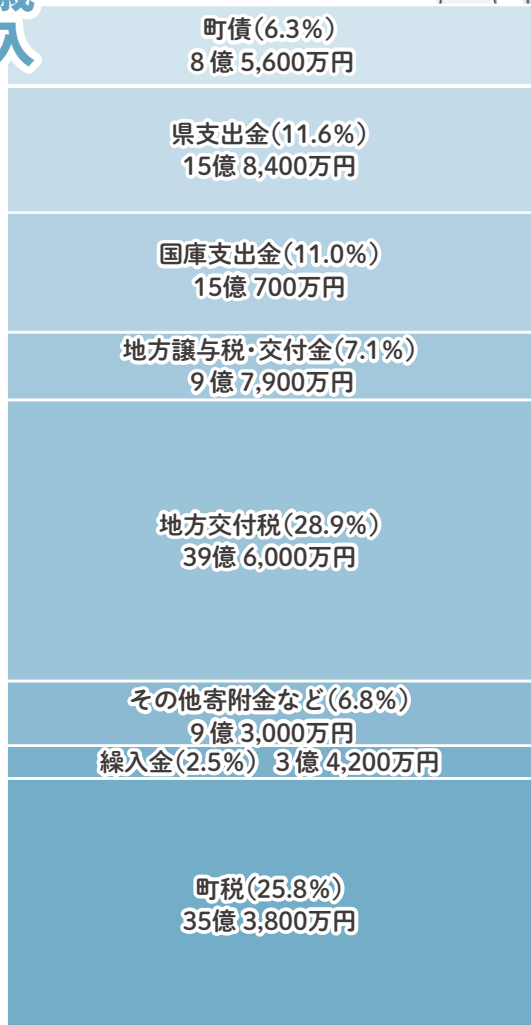 歳入
町債(6.3%)
8億 5,600万円
県支出金(11.6%)
15億 8,400万円
国庫支出金(11.0%)
15億 700万円
地方譲与税・交付金(7.1%)
9億 7,900万円
地方交付税(28.9%)
39億 6,000万円
その他寄附金など(6.8%)
9億 3,000万円
繰入金(2.5%) 3億 4,200万円
町税(25.8%)
35億 3,800万円